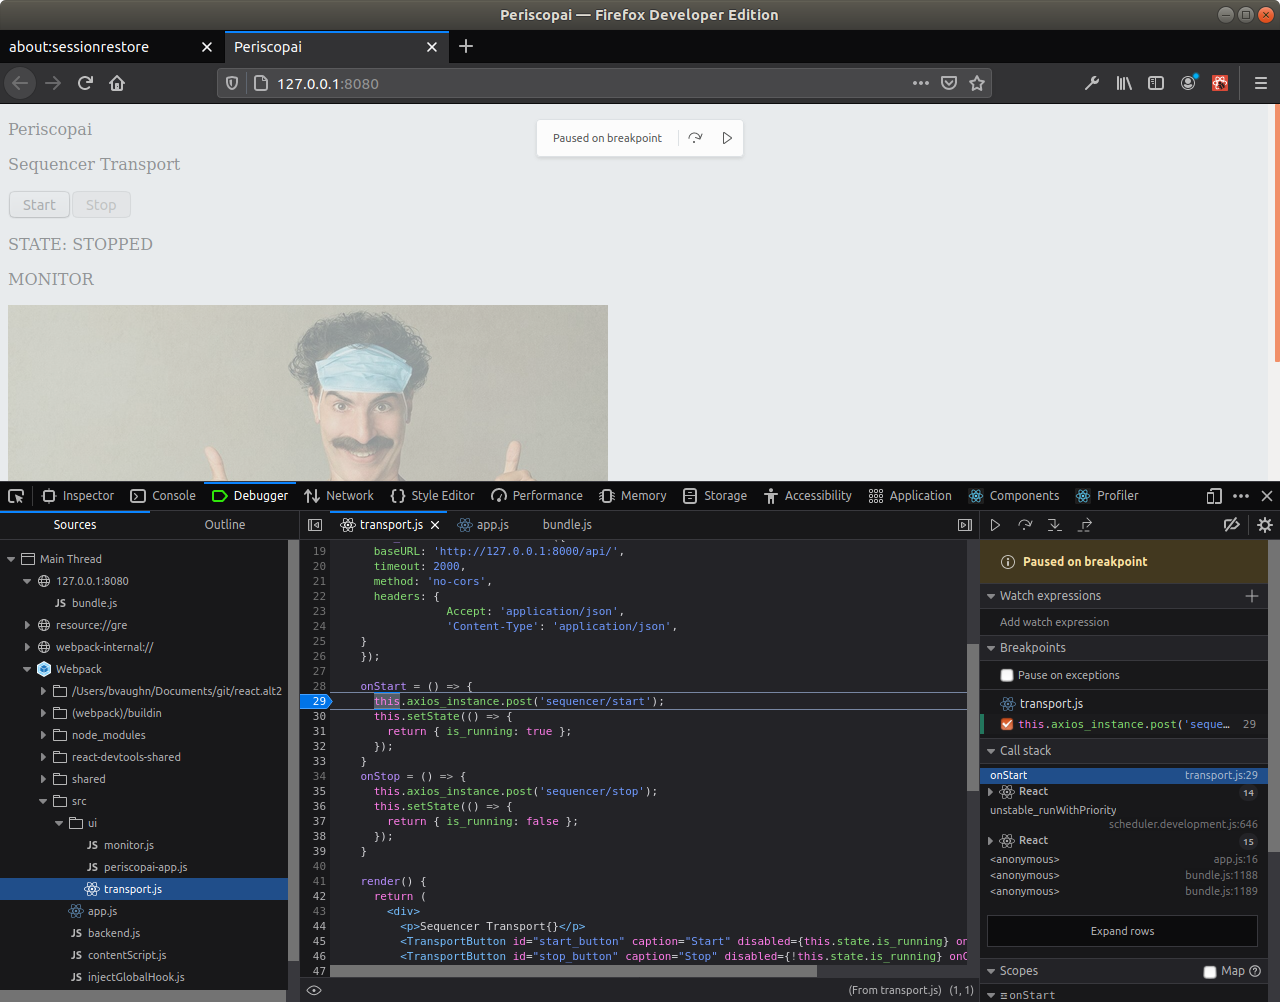 Periscopai — Firefox Developer Edition
about:sessionrestore
Periscopai
127.0.0.1:8080
Periscopai
Paused on breakpoint
Sequencer Transport
Start Stop
STATE: STOPPED
MONITOR
Inspector Console Debugger Network Style Editor Performance Memory Storage Accessibility Application Components Profiler
Sources Outline
transport.js app.js bundle.js
Main Thread
127.0.0.1:8080
JS bundle.js
resource://gre
webpack-internal://
Webpack
/Users/bvaughn/Documents/git/react.alt2
(webpack)/buildin
node_modules
react-devtools-shared
shared
src
ui
JS monitor.js
JS periscopai-app.js
transport.js
app.js
JS backend.js
JS contentScript.js
JS injectGlobalHook.js
19 baseURL: 'http://127.0.0.1:8000/api/',
20 timeout: 2000,
21 method: 'no-cors',
22 headers: {
23 Accept: 'application/json',
24 'Content-Type': 'application/json',
25 }
26 });
27
28 onStart = () => {
29 this.axios_instance.post('sequencer/start');
30 this.setState(() => {
31 return { is_running: true };
32 });
33 }
34 onStop = () => {
35 this.axios_instance.post('sequencer/stop');
36 this.setState(() => {
37 return { is_running: false };
38 });
39 }
40
41 render() {
42 return (
43 <div>
44 <p>Sequencer Transport{}</p>
45 <TransportButton id="start_button" caption="Start" disabled={this.state.is_running} on
46 <TransportButton id="stop_button" caption="Stop" disabled={!this.state.is_running} onC
47
(From transport.js) (1, 1)
Paused on breakpoint
Watch expressions
Add watch expression
Breakpoints
Pause on exceptions
transport.js
this.axios_instance.post('seque… 29
Call stack
onStart transport.js:29
React 14
unstable_runWithPriority
scheduler.development.js:646
React 15
<anonymous> app.js:16
<anonymous> bundle.js:1188
<anonymous> bundle.js:1189
Expand rows
Scopes Map
onStart